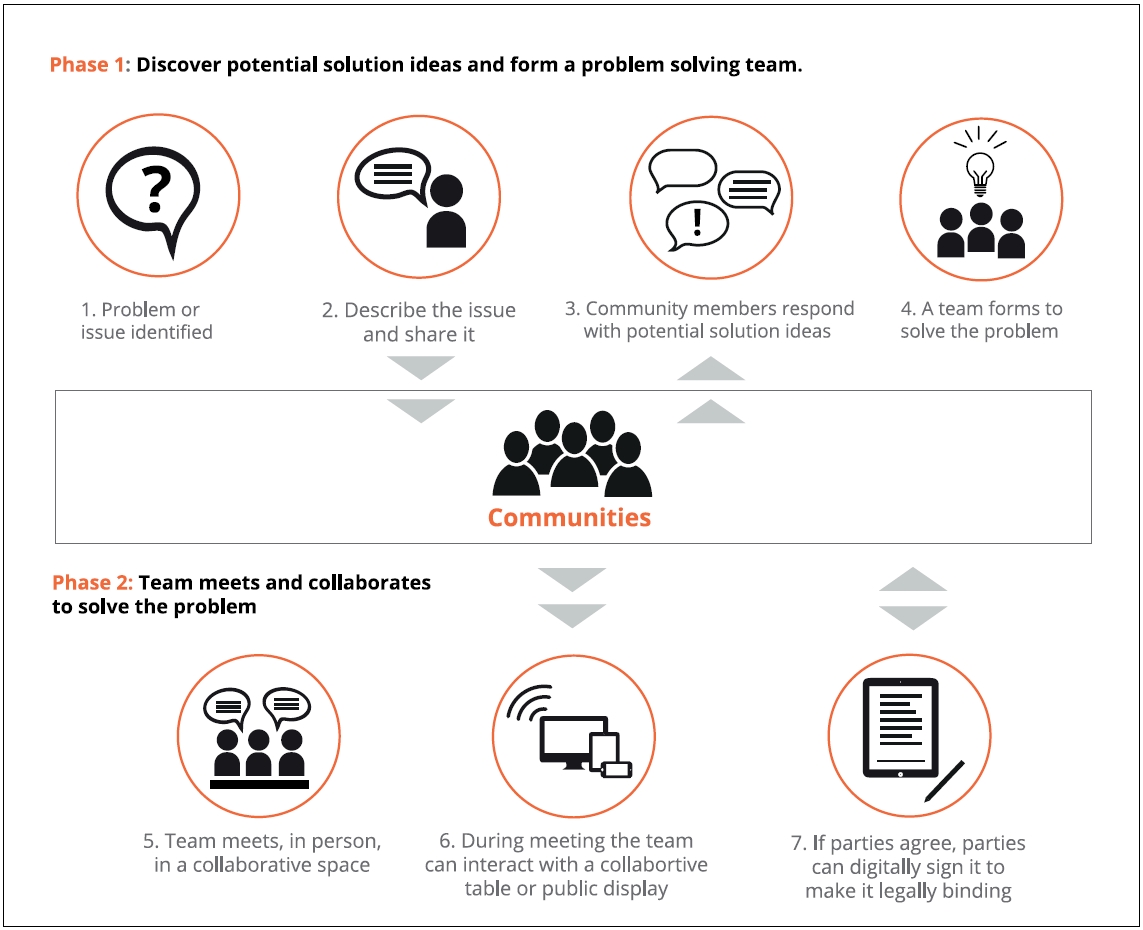 Phase 1: Discover potential solution ideas and form a problem solving team.
?
!
1. Problem or
issue identified
2. Describe the issue
and share it
3. Community members respond
with potential solution ideas
4. A team forms to
solve the problem
Communities
Phase 2: Team meets and collaborates
to solve the problem
5. Team meets, in person,
in a collaborative space
6. During meeting the team
can interact with a collabortive
table or public display
7. If parties agree, parties
can digitally sign it to
make it legally binding